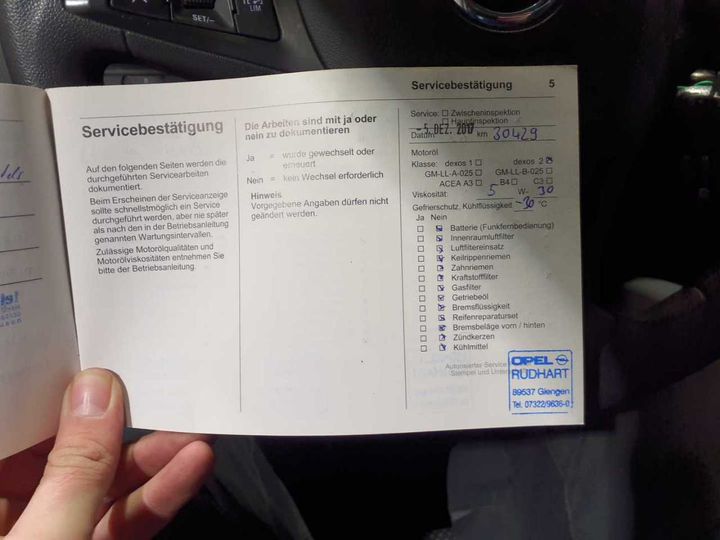 SET/–
LIM
Servicebestätigung 5
Servicebestätigung
Auf den folgenden Seiten werden die
durchgeführten Servicearbeiten
dokumentiert.
Beim Erscheinen der Serviceanzeige
sollte schnellstmöglich ein Service
durchgeführt werden, aber nie später
als nach den in der Betriebsanleitung
genannten Wartungsintervallen.
Zulässige Motorölqualitäten und
Motorölviskositäten entnehmen Sie
bitte der Betriebsanleitung.
Die Arbeiten sind mit ja oder
nein zu dokumentieren
Ja = wurde gewechselt oder
erneuert
Nein = kein Wechsel erforderlich
Hinweis
Vorgegebene Angaben dürfen nicht
geändert werden.
Service: Zwischeninspektion
Hauptinspektion
Datum -5. DEZ. 2017 km 30429
Motoröl
Klasse: dexos 1 dexos 2
GM-LL-A-025 GM-LL-B-025
ACEA A3 B4 C3
Viskosität: 5 W- 30
Gefrierschutz, Kühlflüssigkeit -30 °C
Ja Nein
Batterie (Funkfernbedienung)
Innenraumluftfilter
Luftfiltereinsatz
Keilrippenriemen
Zahnriemen
Kraftstofffilter
Gasfilter
Getriebeöl
Bremsflüssigkeit
Reifenreparaturset
Bremsbeläge vorn / hinten
Zündkerzen
Kühlmittel
Autorisierter Service
Stempel und
OPEL
RUDHART
89537 Giengen
Tel. 07322/9636-0